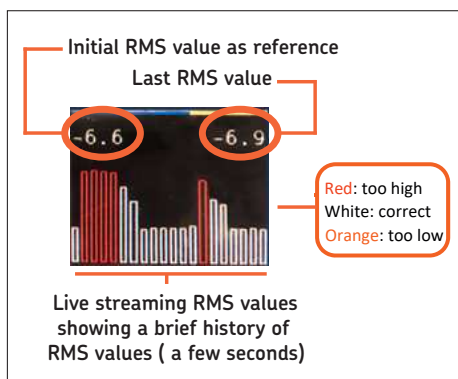 Initial RMS value as reference
Last RMS value
-6.6
-6.9
Red: too high
White: correct
Orange: too low
Live streaming RMS values
showing a brief history of
RMS values ( a few seconds)